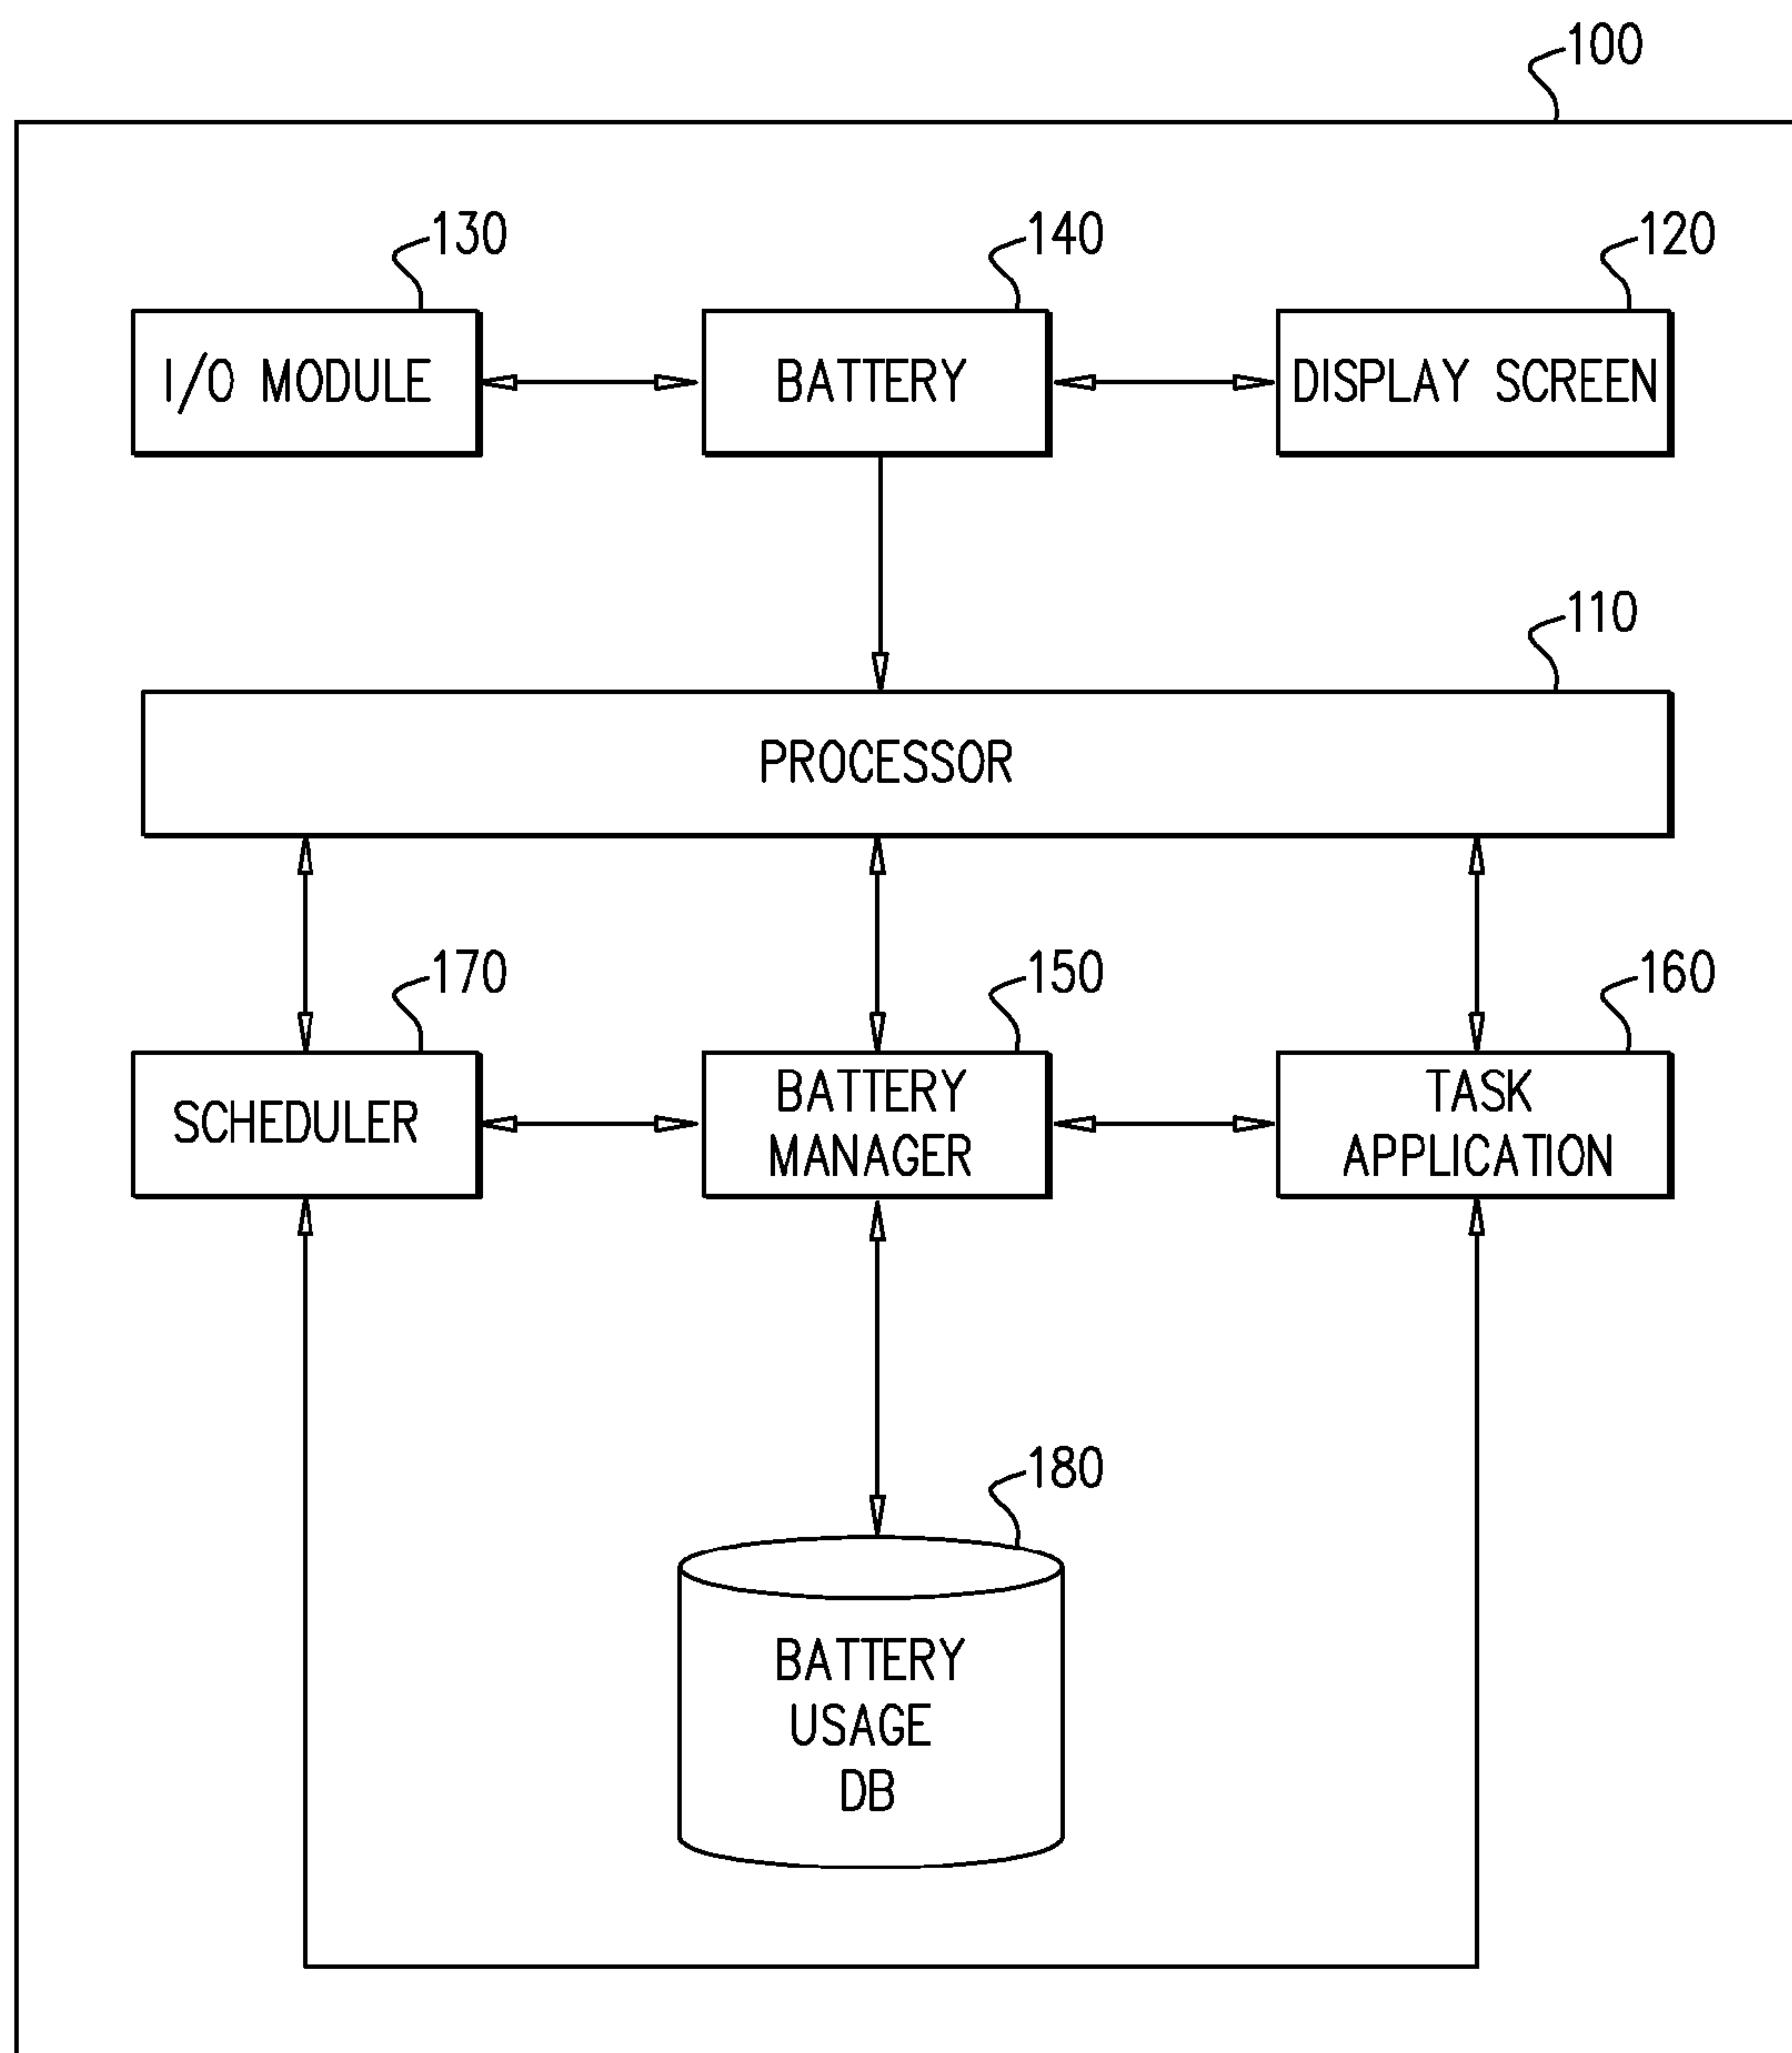 100
130
140
120
I/O MODULE
BATTERY
DISPLAY SCREEN
110
PROCESSOR
170
150
160
SCHEDULER
BATTERY
MANAGER
TASK
APPLICATION
180
BATTERY
USAGE
DB